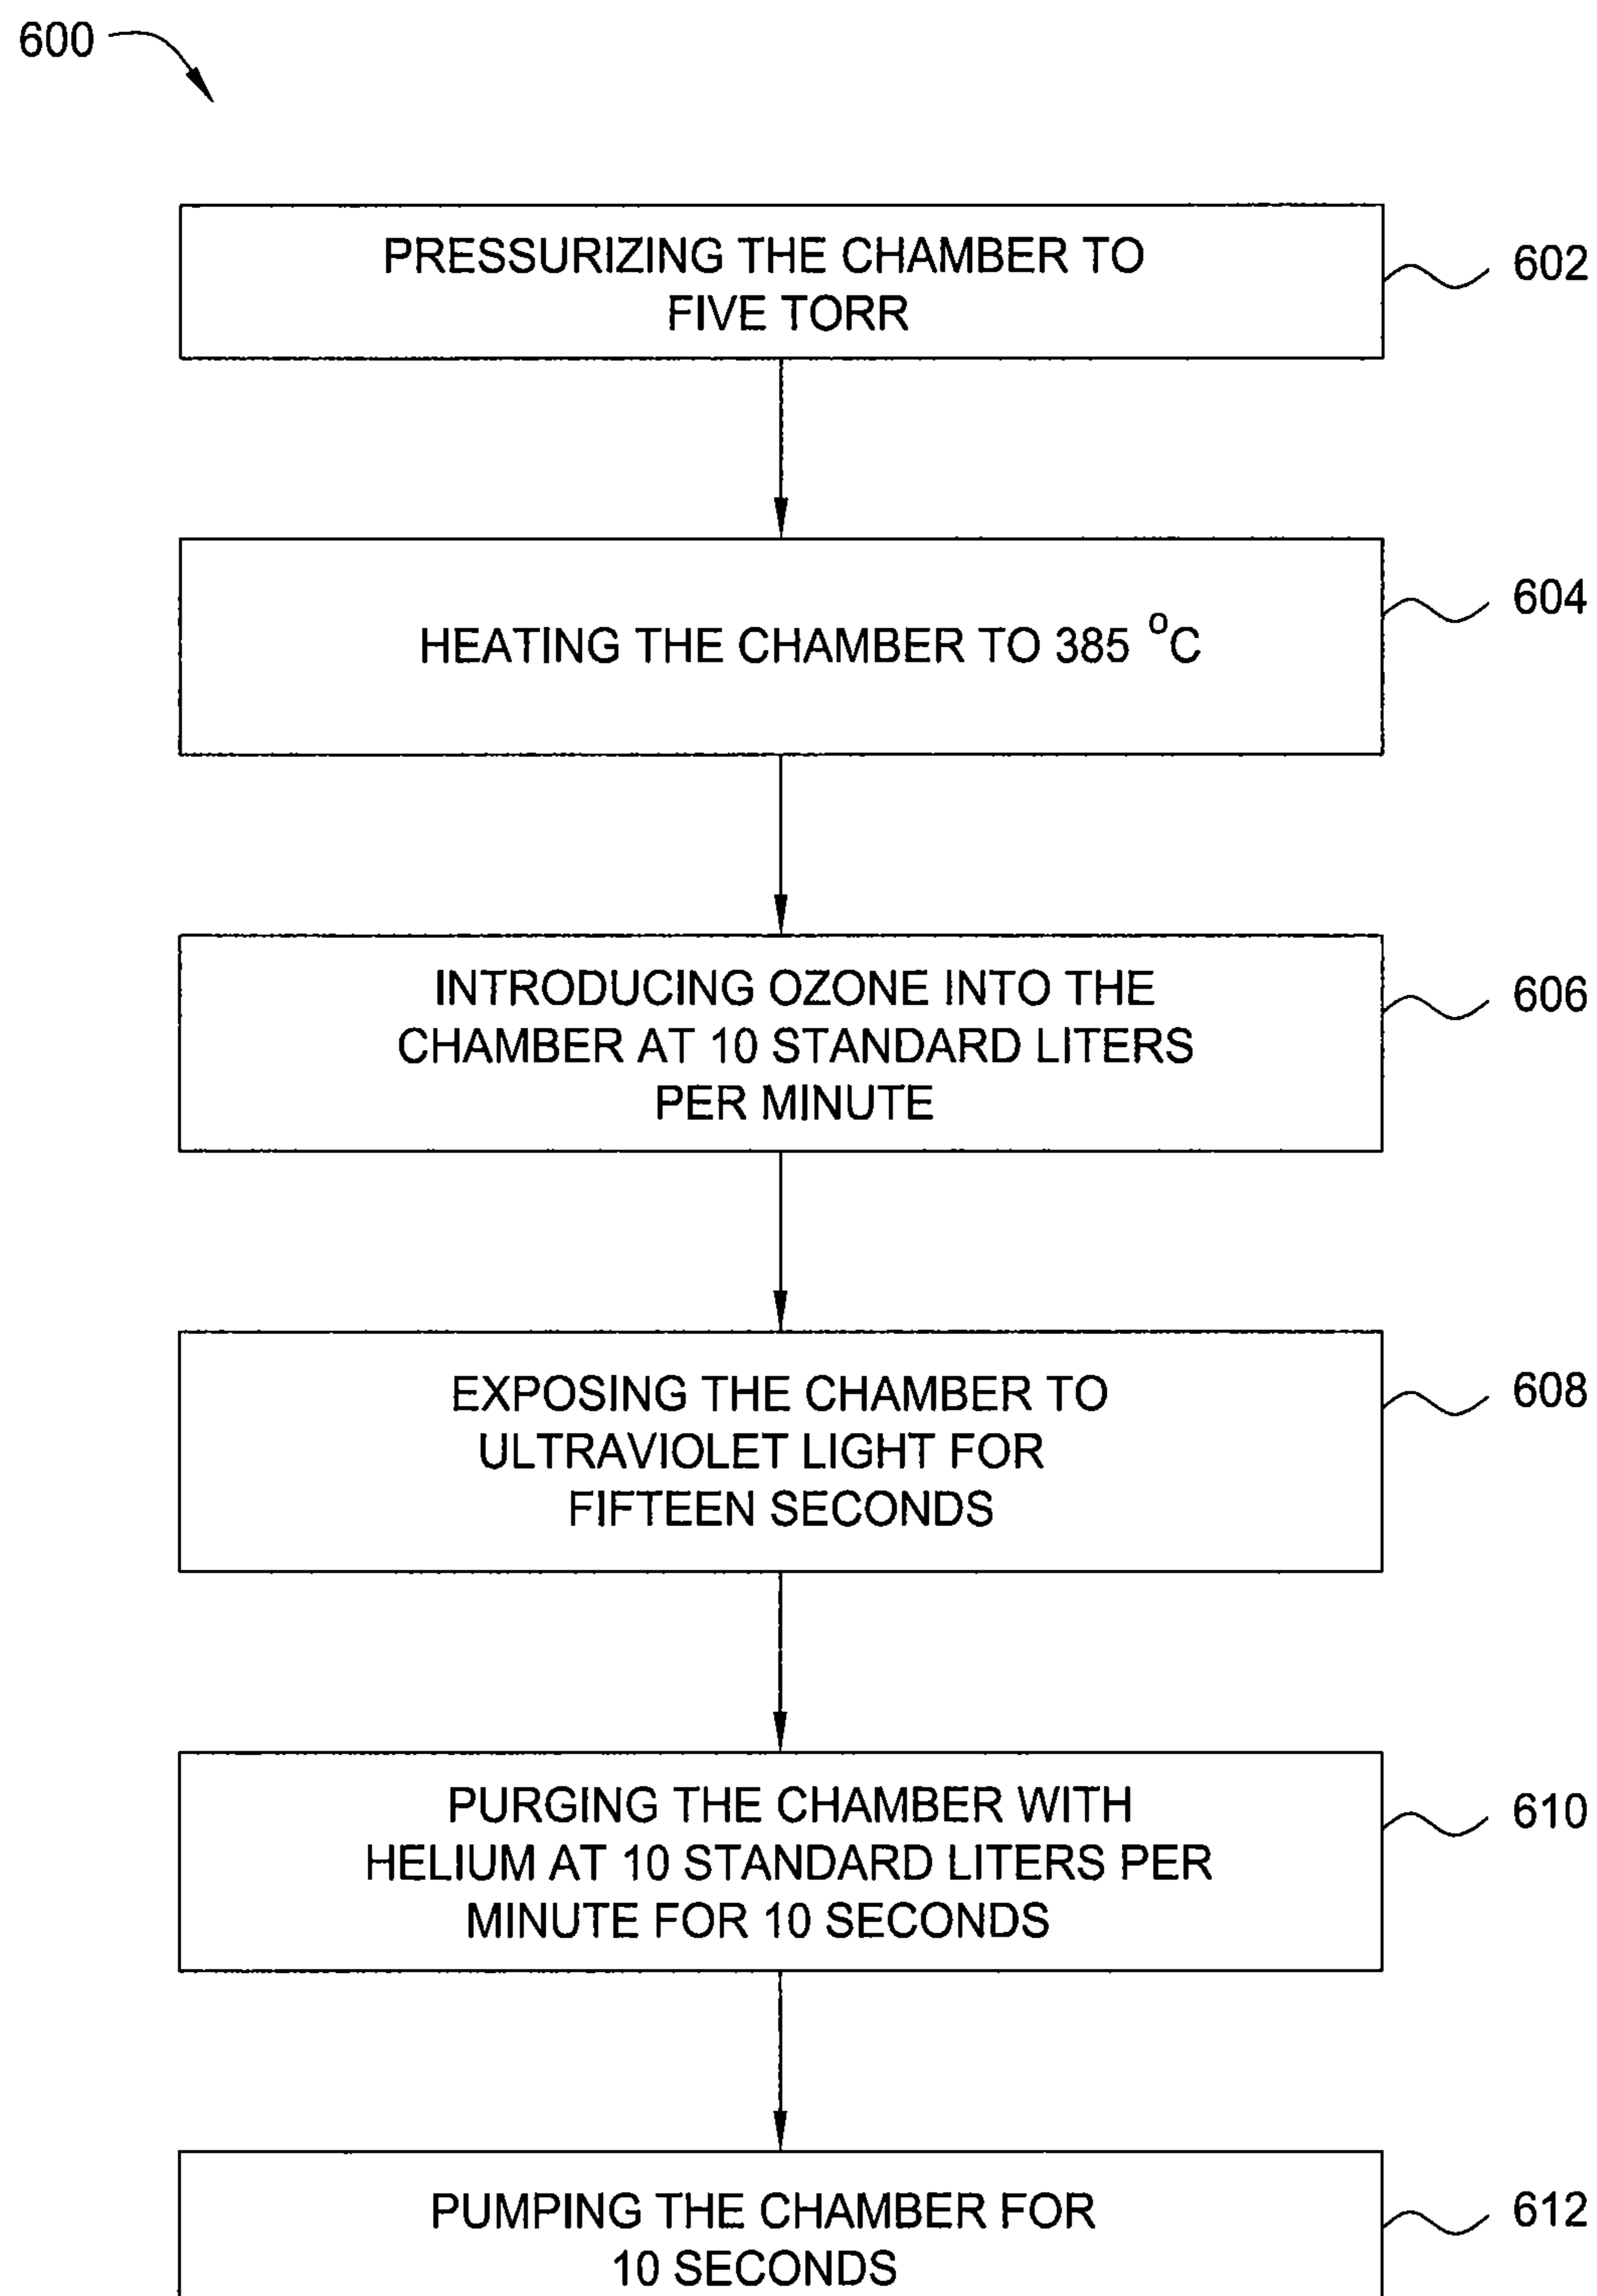 600
PRESSURIZING THE CHAMBER TO
FIVE TORR
602
HEATING THE CHAMBER TO 385 °C
604
INTRODUCING OZONE INTO THE
CHAMBER AT 10 STANDARD LITERS
PER MINUTE
606
EXPOSING THE CHAMBER TO
ULTRAVIOLET LIGHT FOR
FIFTEEN SECONDS
608
PURGING THE CHAMBER WITH
HELIUM AT 10 STANDARD LITERS PER
MINUTE FOR 10 SECONDS
610
PUMPING THE CHAMBER FOR
10 SECONDS
612